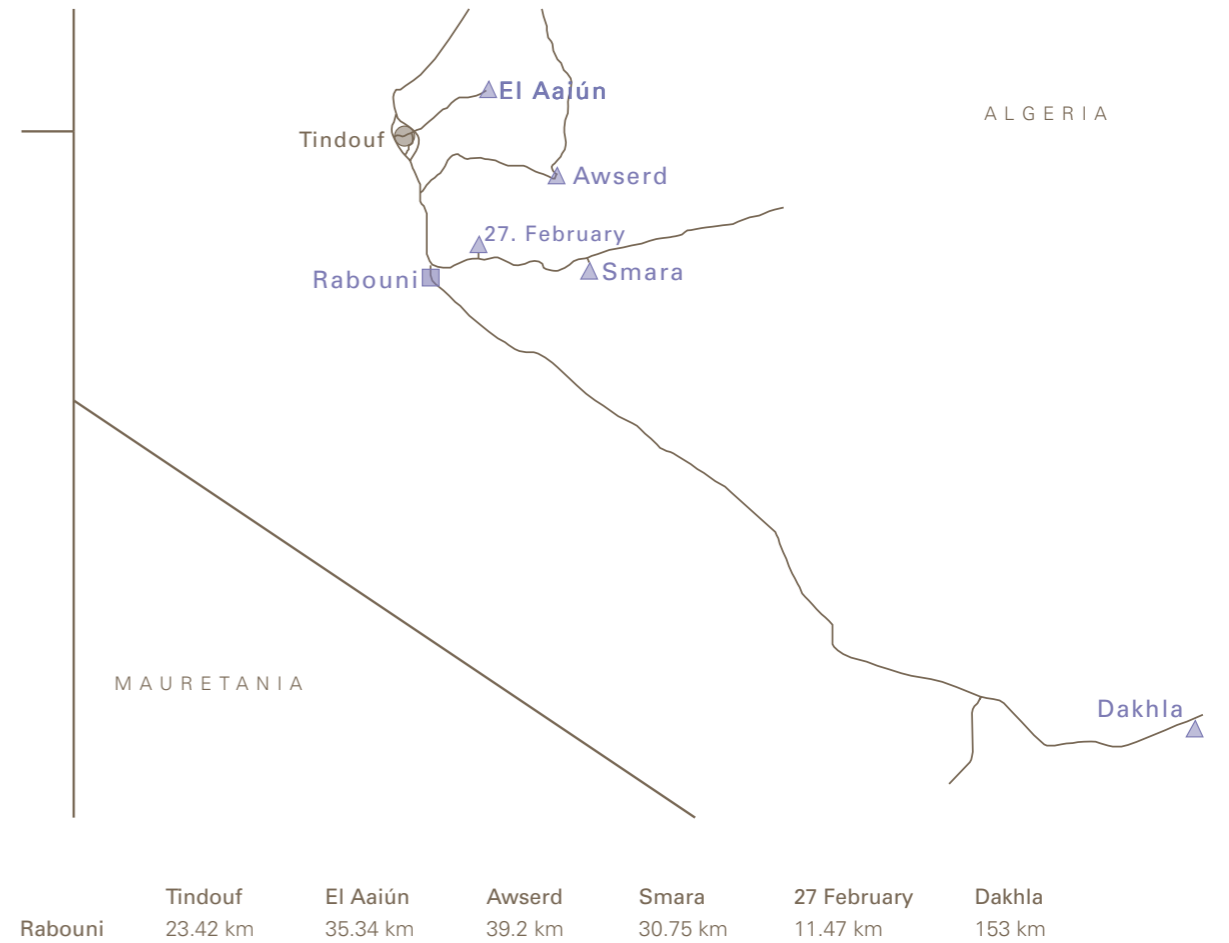 El Aaiún
ALGERIA
Tindouf
Awserd
27. February
Rabouni
Smara
MAURETANIA
Dakhla
Tindouf El Aaiún Awserd Smara 27 February Dakhla
Rabouni 23.42 km 35.34 km 39.2 km 30.75 km 11.47 km 153 km